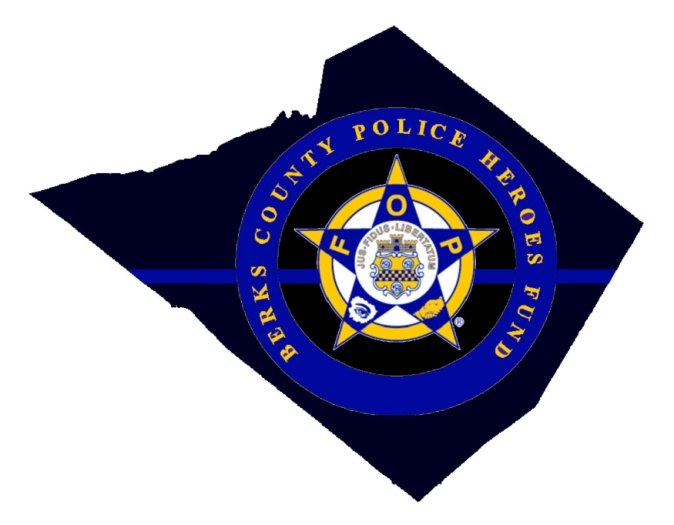 BERKS COUNTY POLICE HEROES FUND
F O P
JUS·FIDUS·LIBERTATUM
®